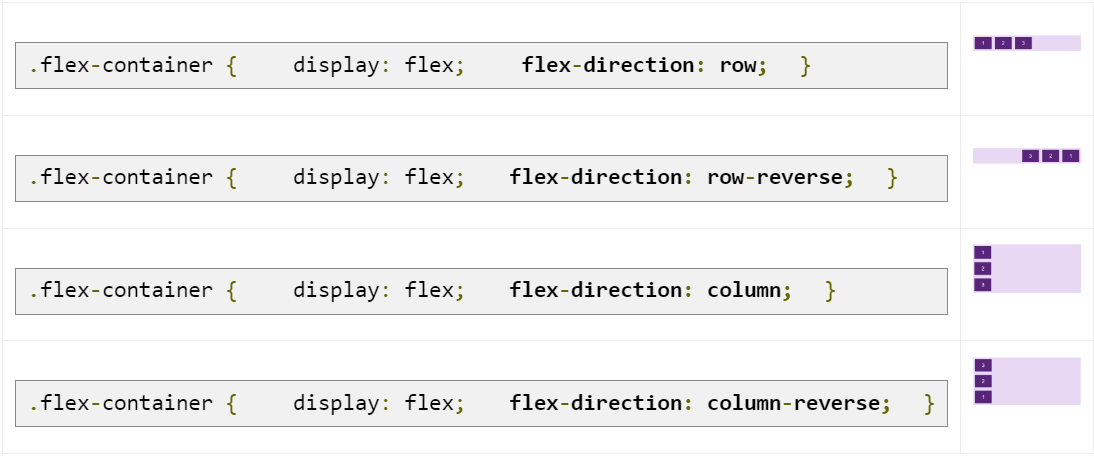 .flex-container {     display: flex;     flex-direction: row;   }
1 2 3
.flex-container {     display: flex;    flex-direction: row-reverse;   }
3 2 1
.flex-container {     display: flex;    flex-direction: column;   }
1
2
3
.flex-container {     display: flex;    flex-direction: column-reverse;   }
3
2
1